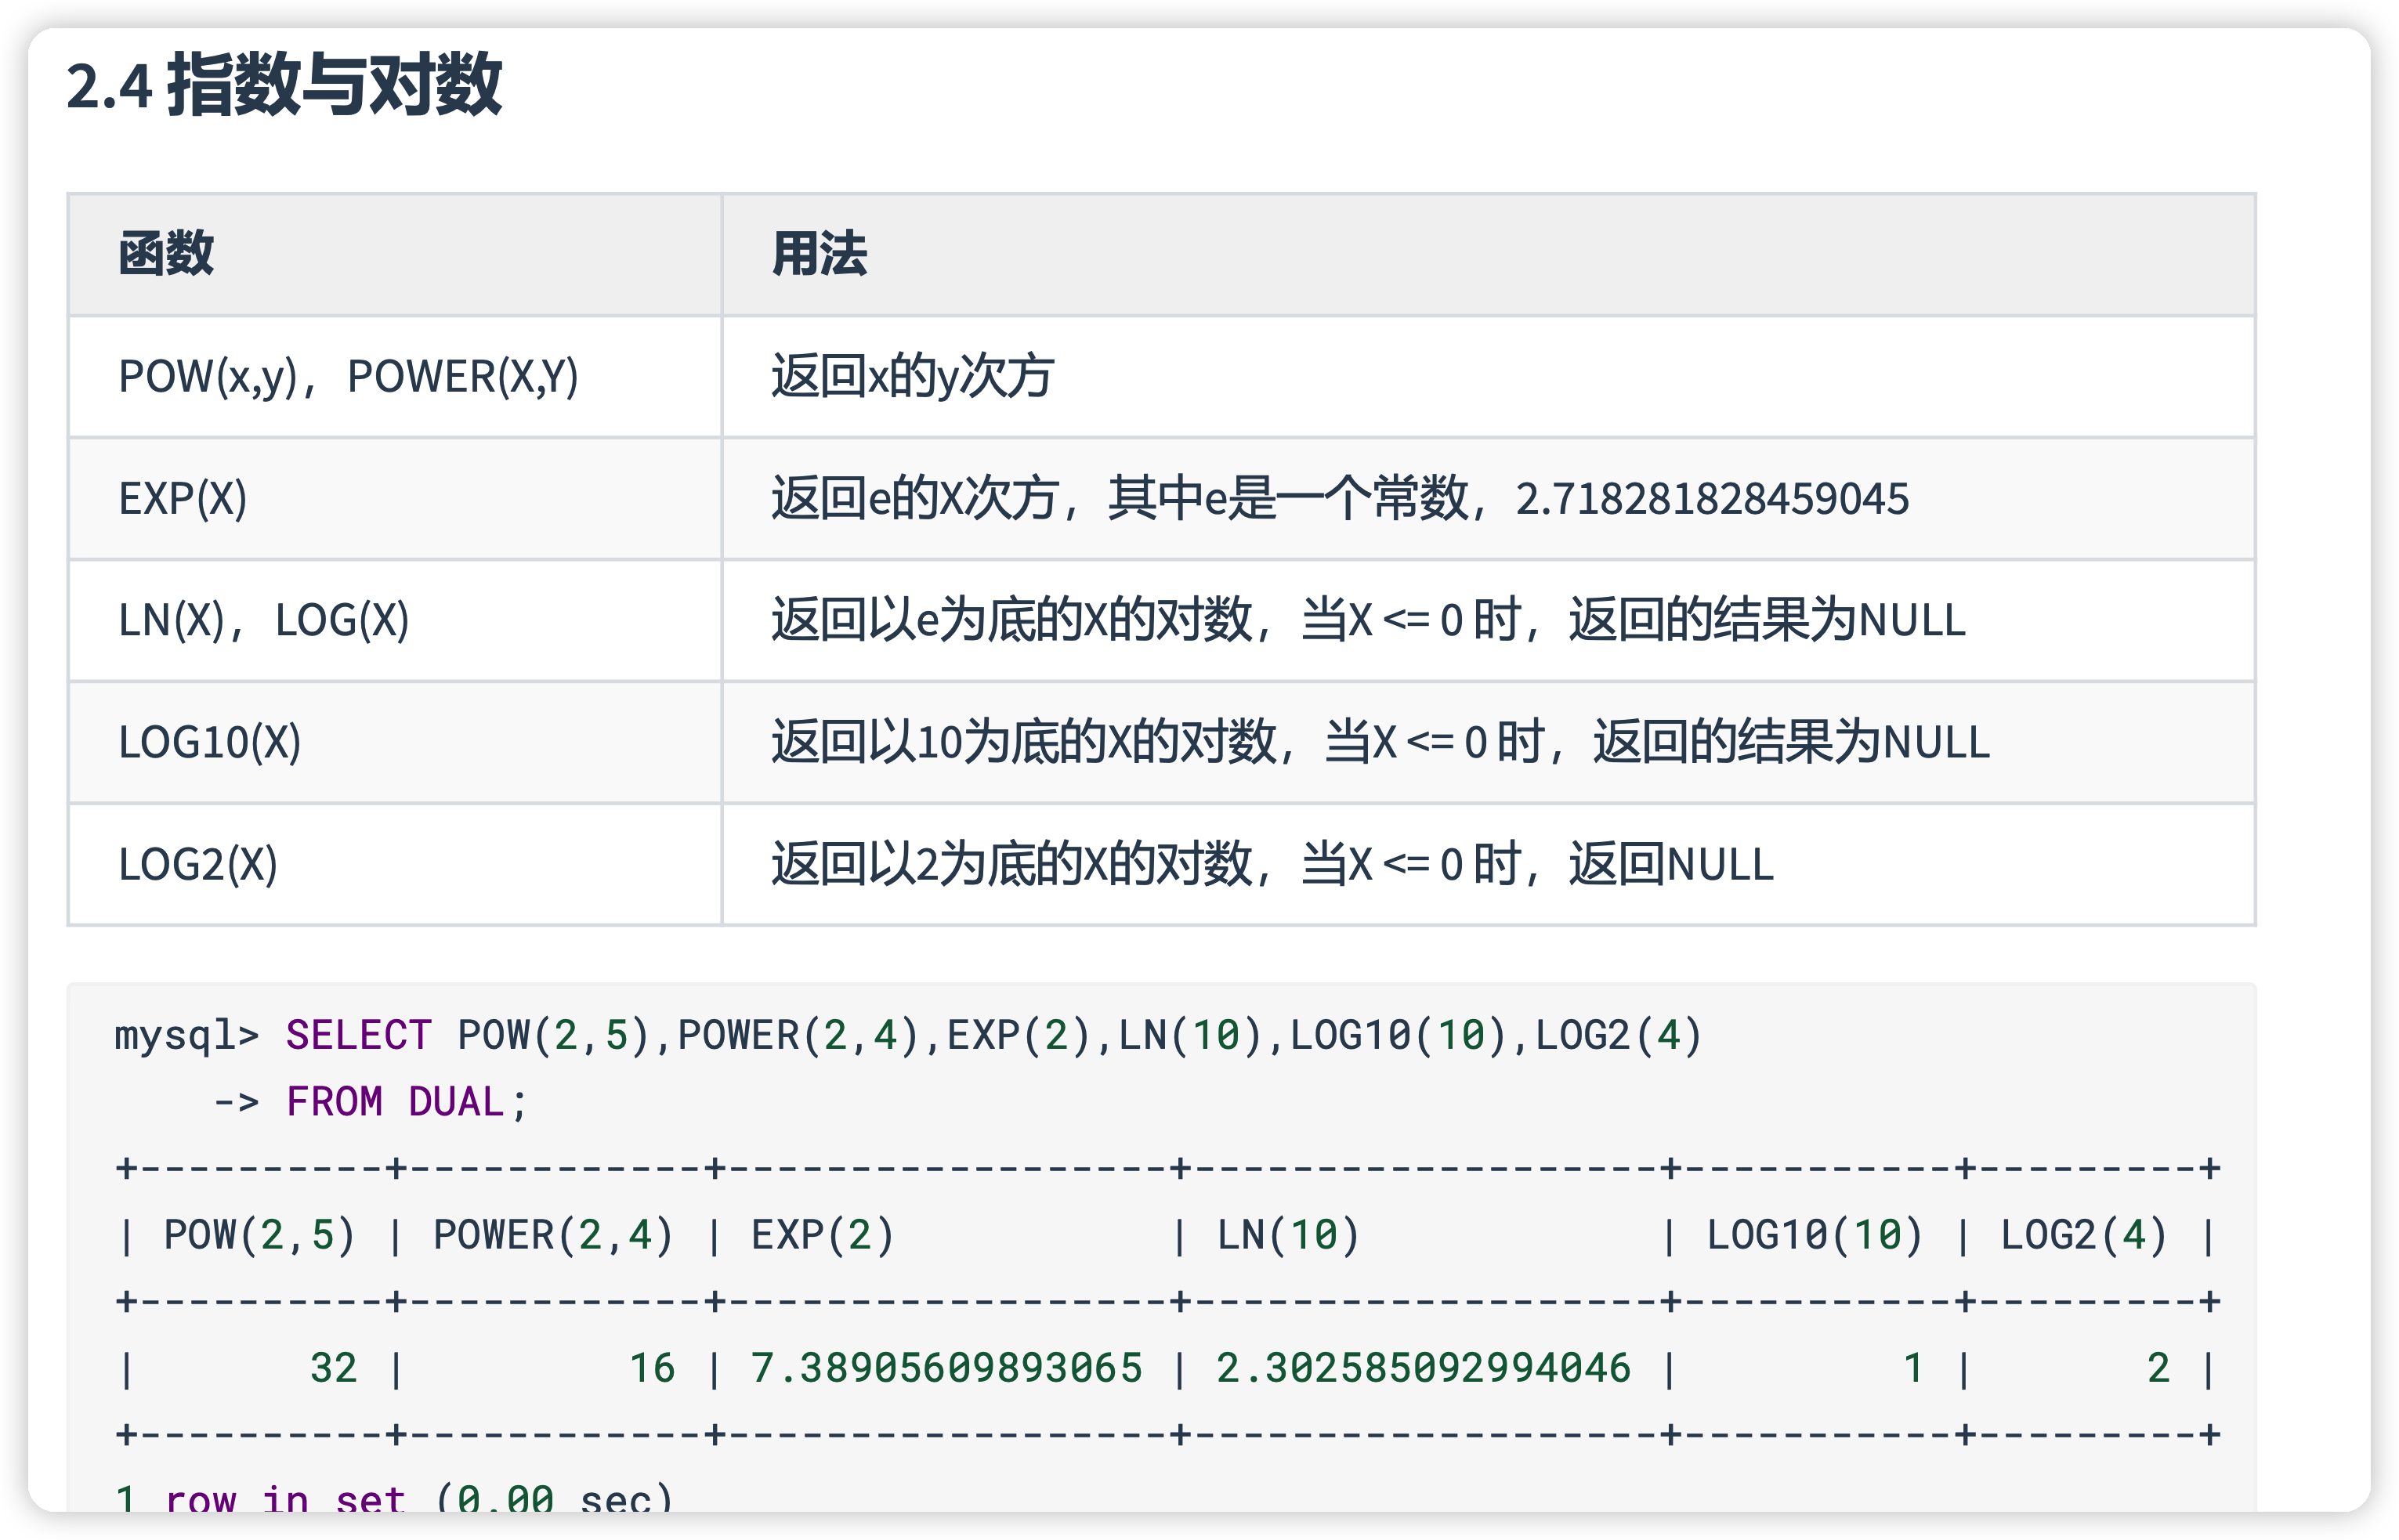 2.4 指数与对数
函数 用法
POW(x,y)，POWER(X,Y) 返回x的y次方
EXP(X) 返回e的X次方，其中e是一个常数，2.718281828459045
LN(X)，LOG(X) 返回以e为底的X的对数，当X <= 0 时，返回的结果为NULL
LOG10(X) 返回以10为底的X的对数，当X <= 0 时，返回的结果为NULL
LOG2(X) 返回以2为底的X的对数，当X <= 0 时，返回NULL
mysql> SELECT POW(2,5),POWER(2,4),EXP(2),LN(10),LOG10(10),LOG2(4)
    -> FROM DUAL;
+----------+------------+------------------+-------------------+-----------+---------+
| POW(2,5) | POWER(2,4) | EXP(2)           | LN(10)            | LOG10(10) | LOG2(4) |
+----------+------------+------------------+-------------------+-----------+---------+
|       32 |         16 | 7.38905609893065 | 2.302585092994046 |         1 |       2 |
+----------+------------+------------------+-------------------+-----------+---------+
1 row in set (0.00 sec)